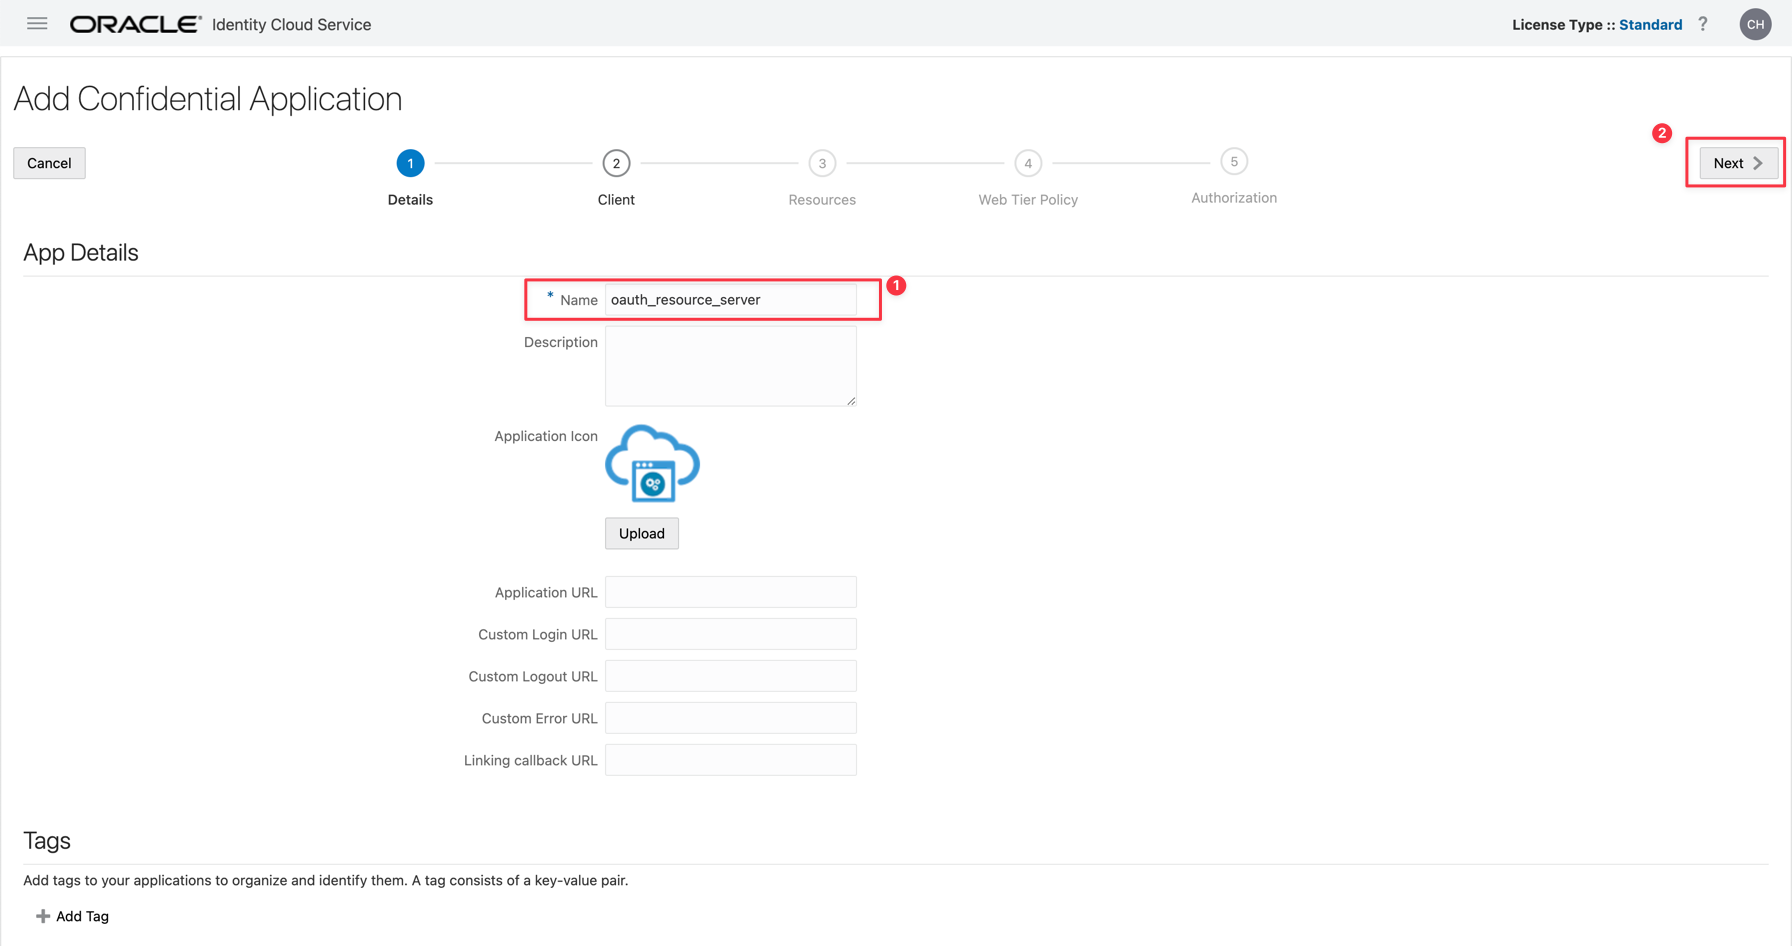 ORACLE® Identity Cloud Service
License Type :: Standard ? CH
Add Confidential Application
Cancel
1
2
3
4
5
2
Next
Details
Client
Resources
Web Tier Policy
Authorization
App Details
* Name oauth_resource_server
1
Description
Application Icon
Upload
Application URL
Custom Login URL
Custom Logout URL
Custom Error URL
Linking callback URL
Tags
Add tags to your applications to organize and identify them. A tag consists of a key-value pair.
Add Tag